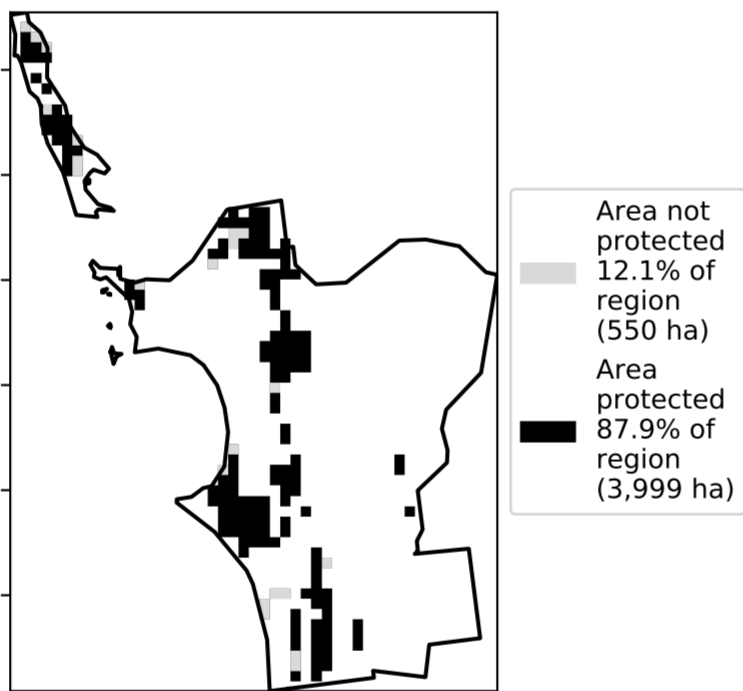 Area not
protected
12.1% of
region
(550 ha)
Area
protected
87.9% of
region
(3,999 ha)